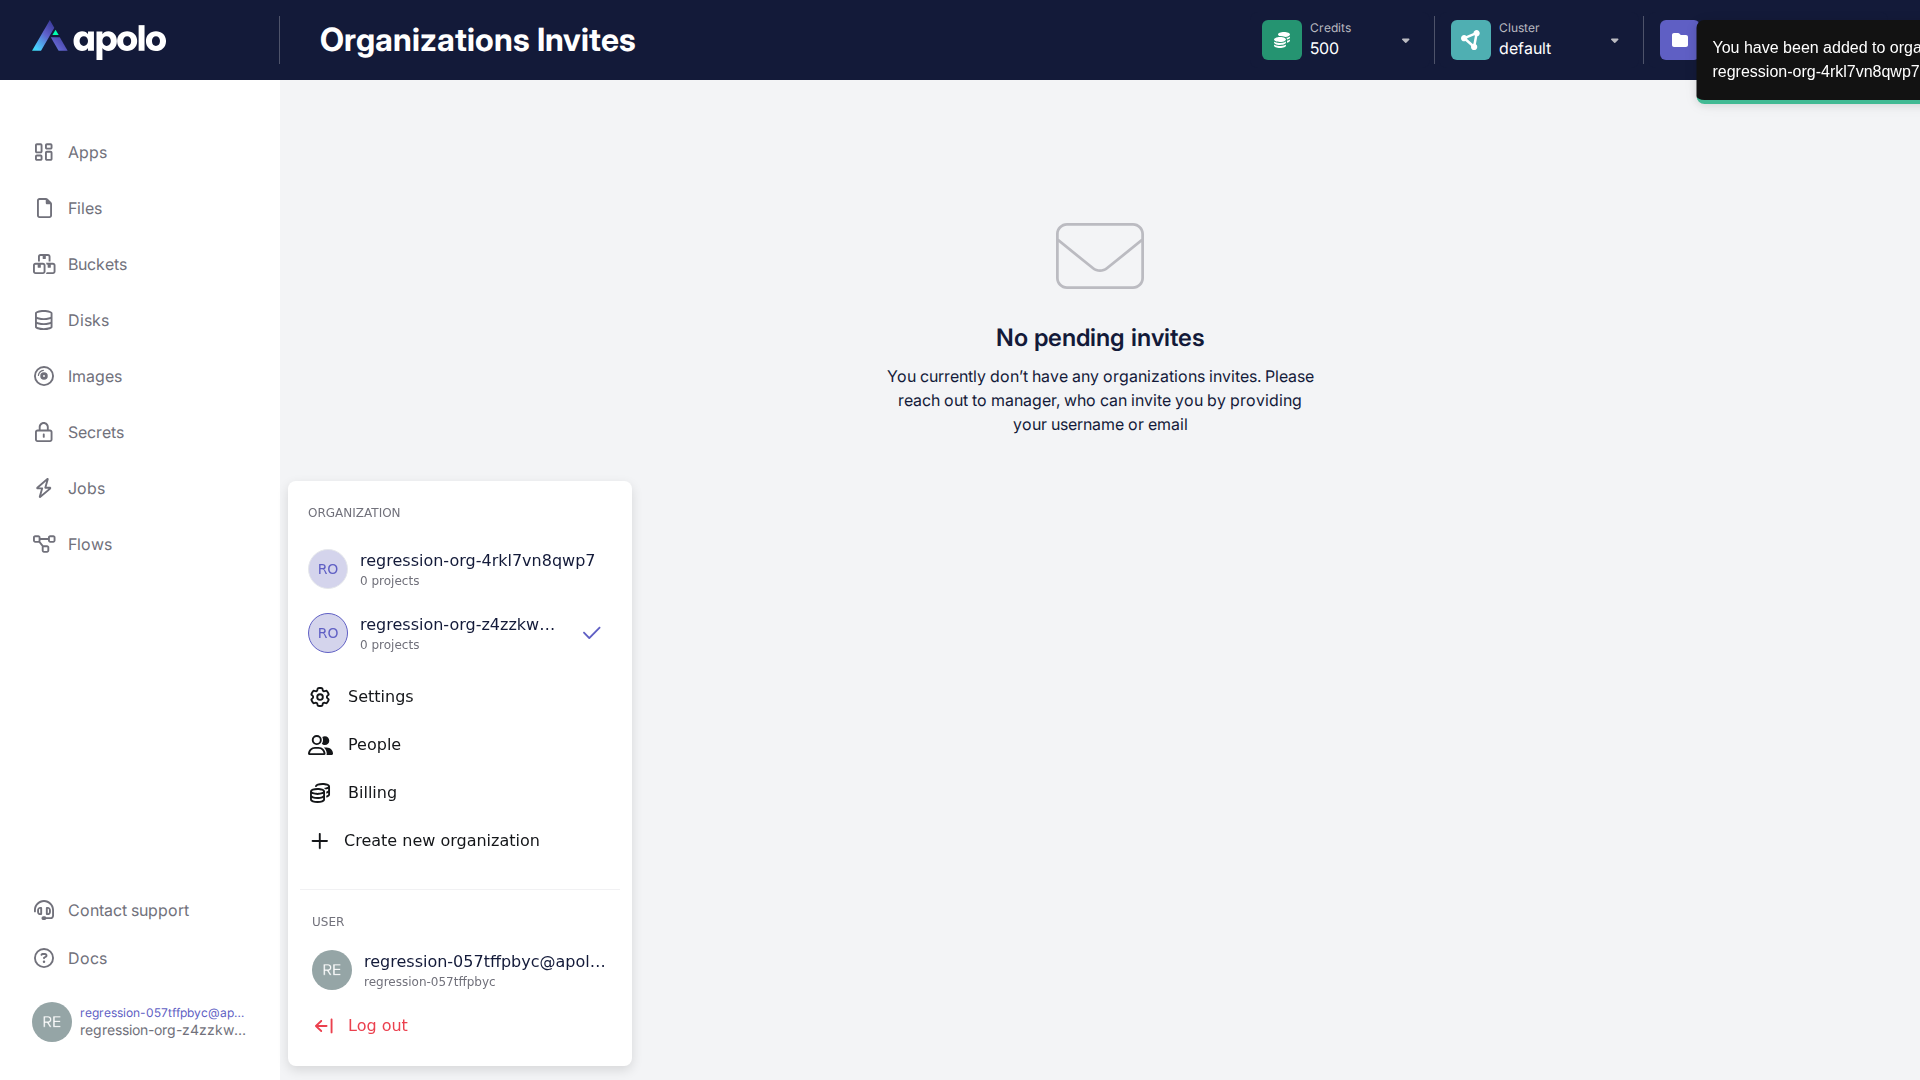 apolo
Organizations Invites
Credits
500
Cluster
default
You have been added to orga
regression-org-4rkl7vn8qwp7
Apps
Files
Buckets
Disks
Images
Secrets
Jobs
Flows
No pending invites
You currently don’t have any organizations invites. Please
reach out to manager, who can invite you by providing
your username or email
ORGANIZATION
RO
regression-org-4rkl7vn8qwp7
0 projects
RO
regression-org-z4zzkw...
0 projects
Settings
People
Billing
Create new organization
USER
RE
regression-057tffpbyc@apol...
regression-057tffpbyc
Log out
Contact support
Docs
RE
regression-057tffpbyc@ap...
regression-org-z4zzkw...